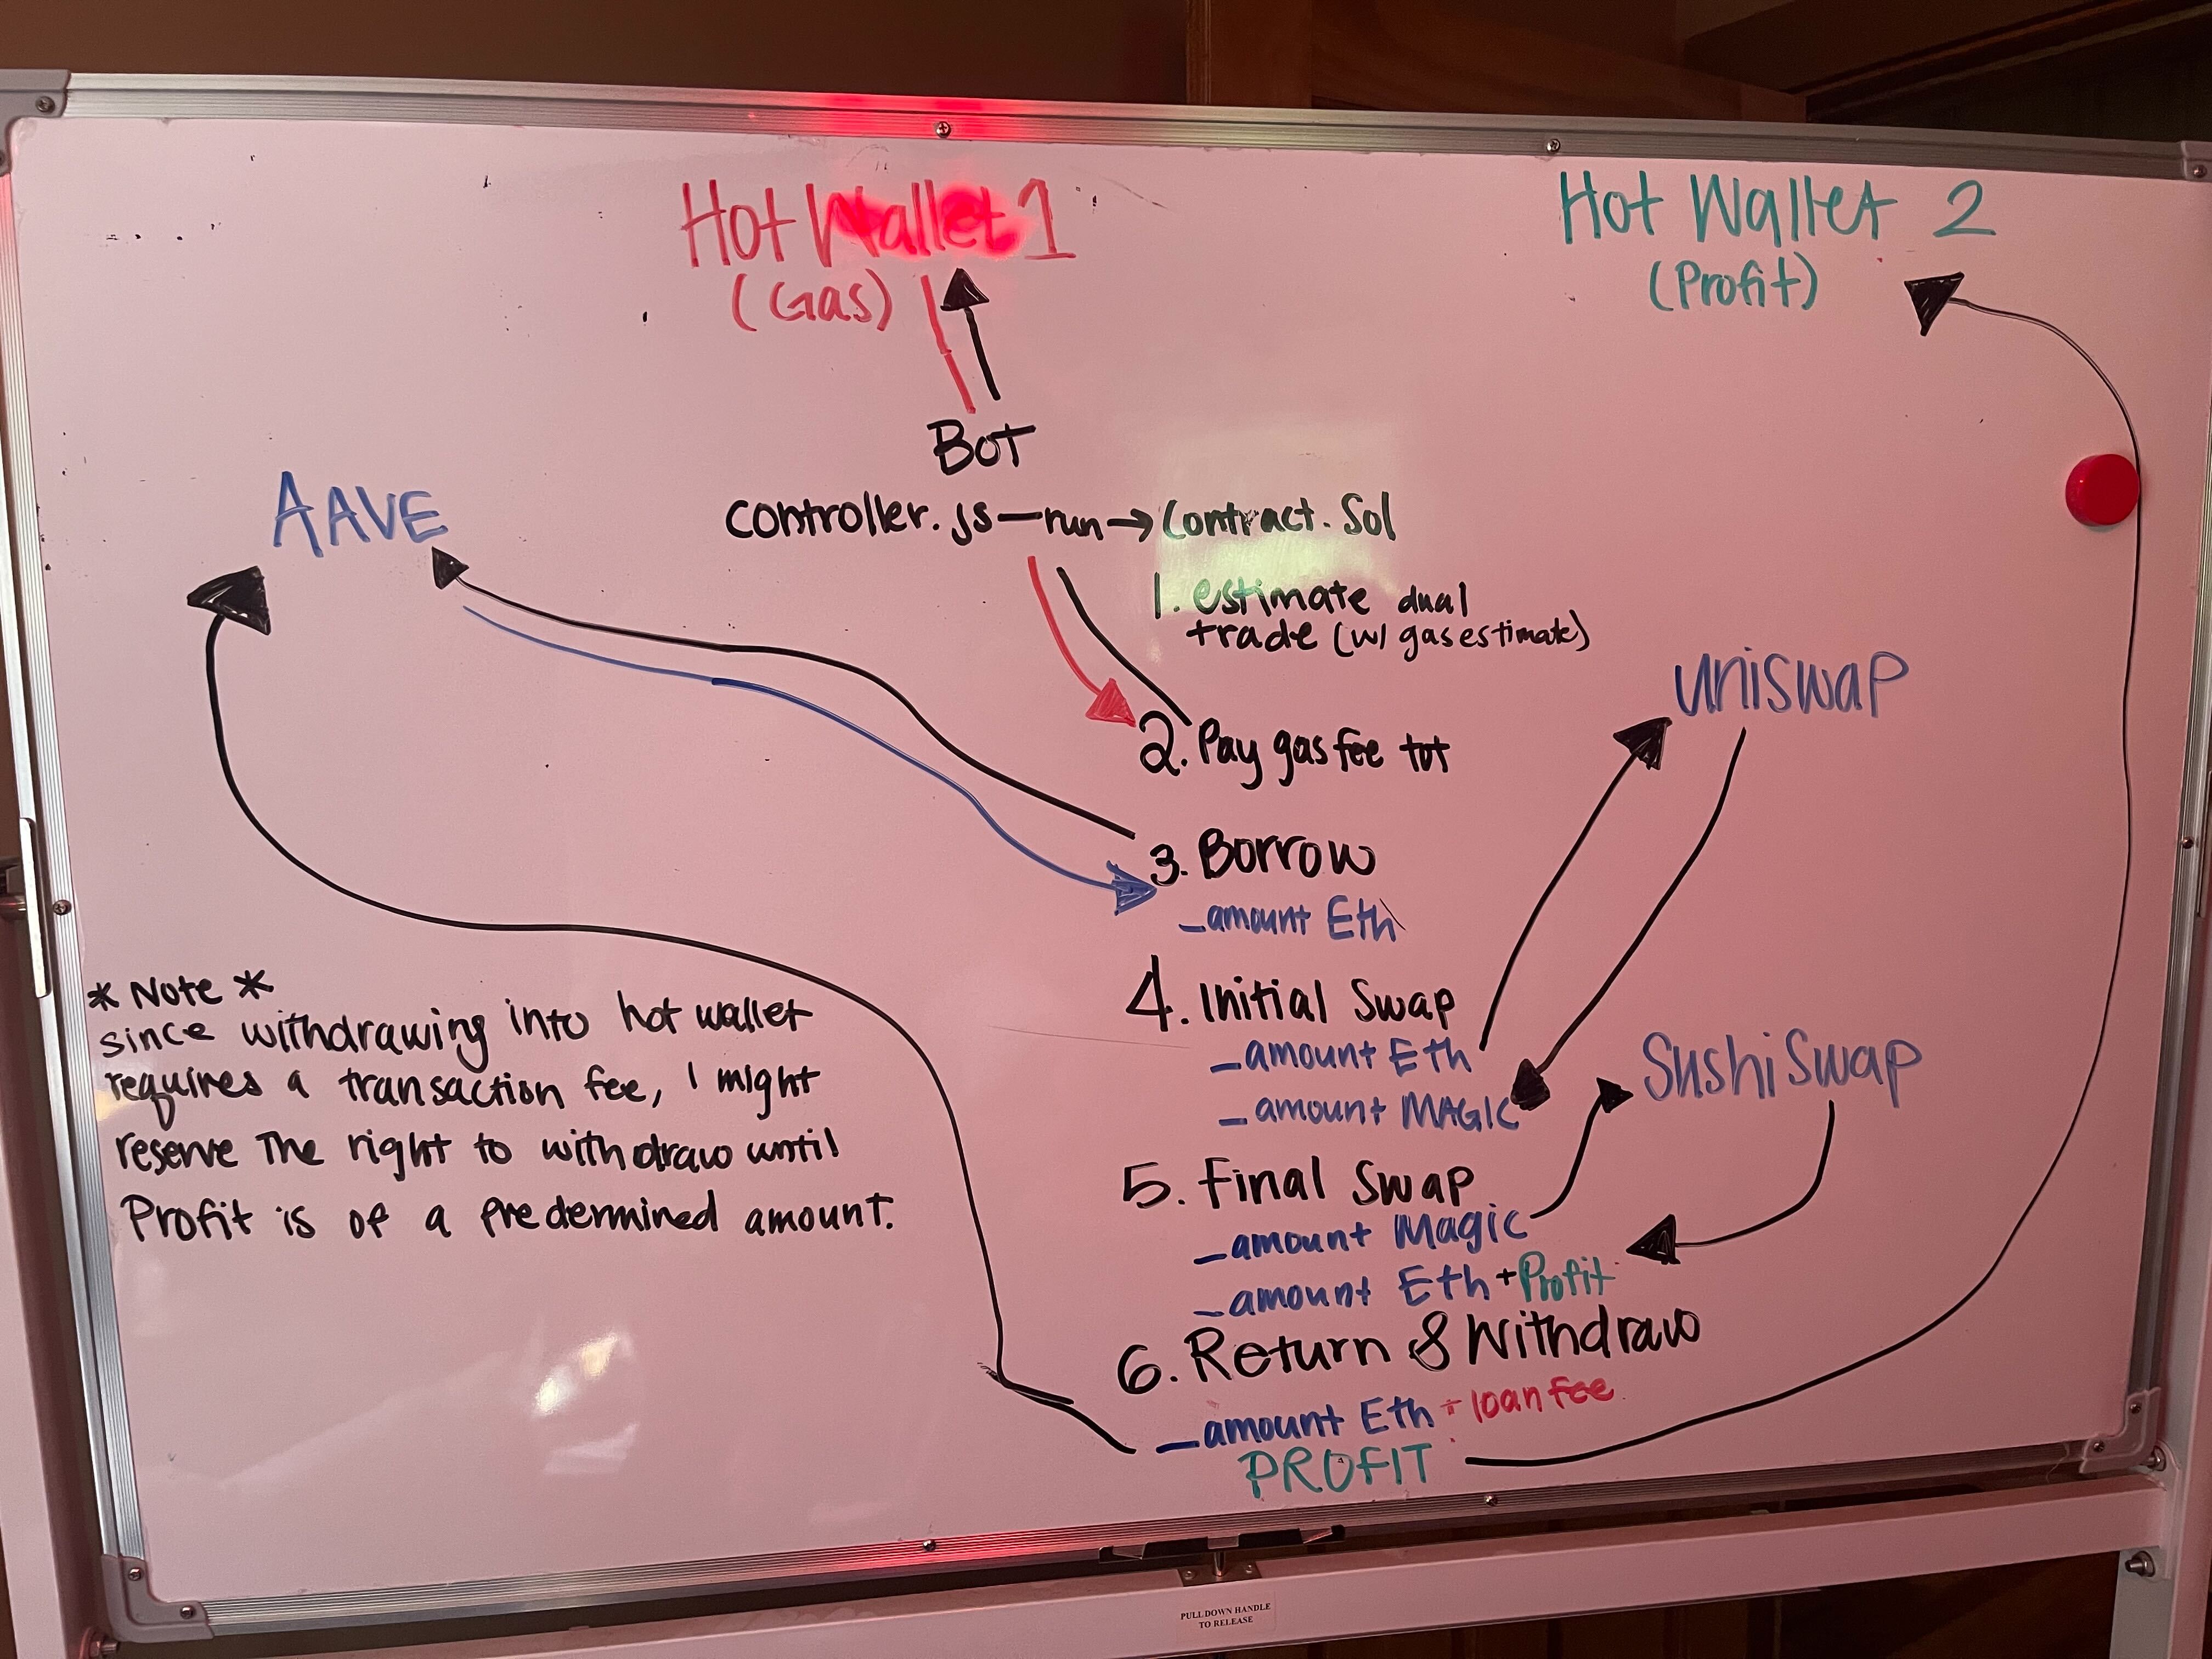 Hot Wallet 1
(Gas)
Hot Wallet 2
(Profit)
BOT
AAVE
controller.js — run → Contract.Sol
1. estimate dual
trade (w/ gas estimate)
uniswap
2. Pay gas fee tot
3. Borrow
_amount Eth
4. Initial Swap
_amount Eth
_amount MAGIC
SushiSwap
5. Final Swap
_amount Magic
_amount Eth + Profit
6. Return & Withdraw
_amount Eth + loan fee
PROFIT
* Note *
since withdrawing into hot wallet
requires a transaction fee, I might
reserve the right to withdraw until
Profit is of a predermined amount.
PULL DOWN HANDLE
TO RELEASE